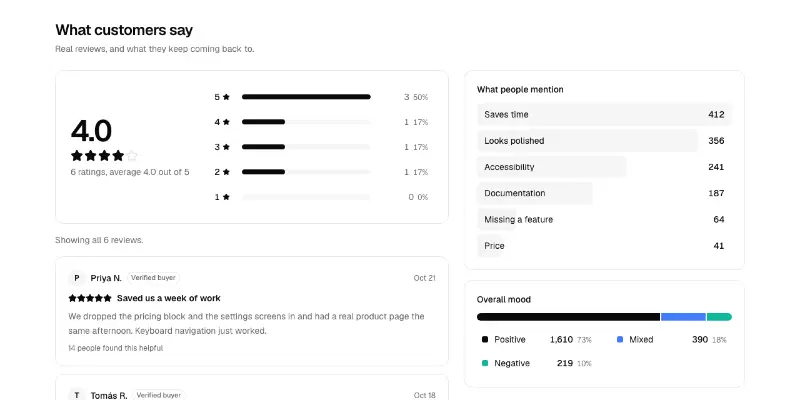 What customers say
Real reviews, and what they keep coming back to.
4.0
6 ratings, average 4.0 out of 5
5 3 50%
4 1 17%
3 1 17%
2 1 17%
1 0 0%
Showing all 6 reviews.
P Priya N. Verified buyer Oct 21
Saved us a week of work
We dropped the pricing block and the settings screens in and had a real product page the
same afternoon. Keyboard navigation just worked.
14 people found this helpful
T Tomás R. Verified buyer Oct 18
What people mention
Saves time 412
Looks polished 356
Accessibility 241
Documentation 187
Missing a feature 64
Price 41
Overall mood
Positive 1,610 73% Mixed 390 18%
Negative 219 10%